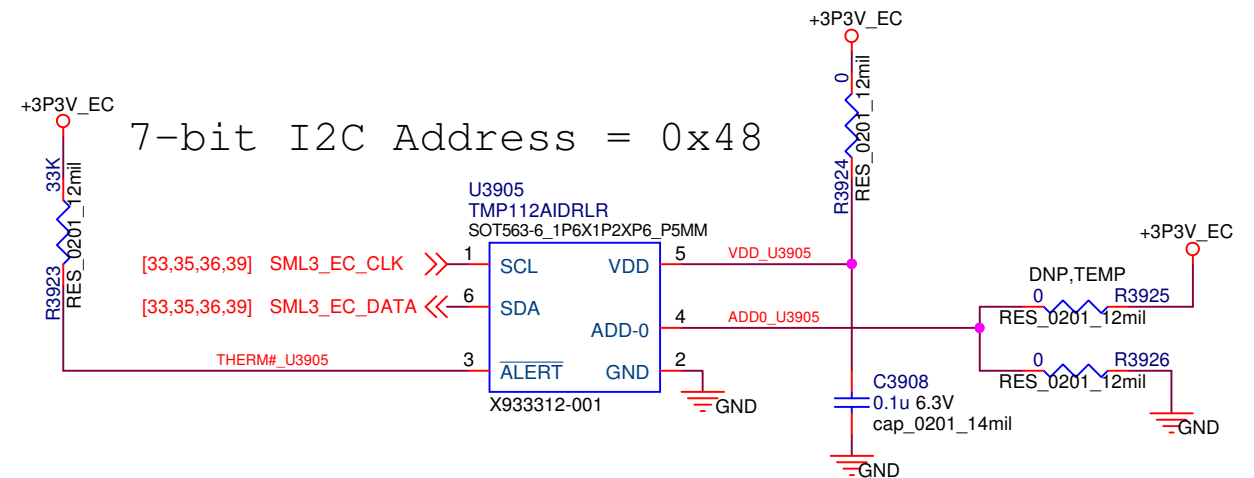 +3P3V_EC
+3P3V_EC
7-bit I2C Address = 0x48
33K
RES_0201_12mil
R3923
0
RES_0201_12mil
R3924
U3905
TMP112AIDRLR
SOT563-6_1P6X1P2XP6_P5MM
[33,35,36,39] SML3_EC_CLK
1
SCL
VDD
5
VDD_U3905
[33,35,36,39] SML3_EC_DATA
6
SDA
ADD-0
4
ADD0_U3905
THERM#_U3905
3
ALERT
GND
2
X933312-001
GND
+3P3V_EC
DNP,TEMP
0
R3925
RES_0201_12mil
0
R3926
RES_0201_12mil
GND
C3908
0.1u 6.3V
cap_0201_14mil
GND